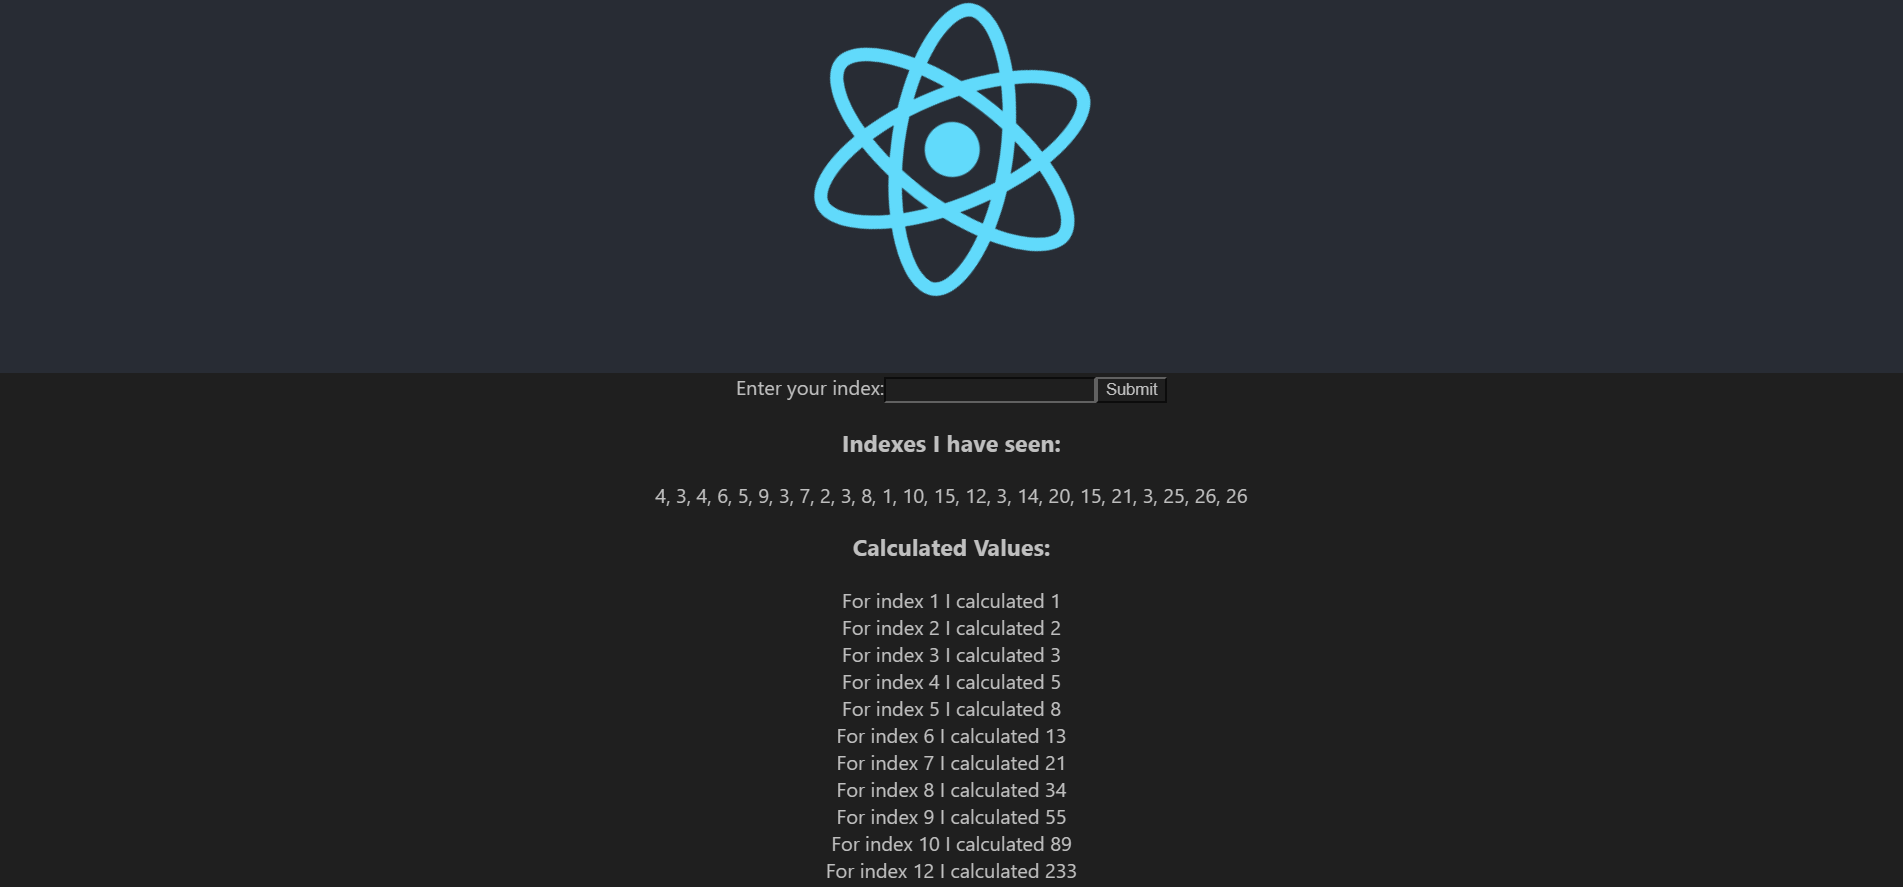 Enter your index: Submit
Indexes I have seen:
4, 3, 4, 6, 5, 9, 3, 7, 2, 3, 8, 1, 10, 15, 12, 3, 14, 20, 15, 21, 3, 25, 26, 26
Calculated Values:
For index 1 I calculated 1
For index 2 I calculated 2
For index 3 I calculated 3
For index 4 I calculated 5
For index 5 I calculated 8
For index 6 I calculated 13
For index 7 I calculated 21
For index 8 I calculated 34
For index 9 I calculated 55
For index 10 I calculated 89
For index 12 I calculated 233